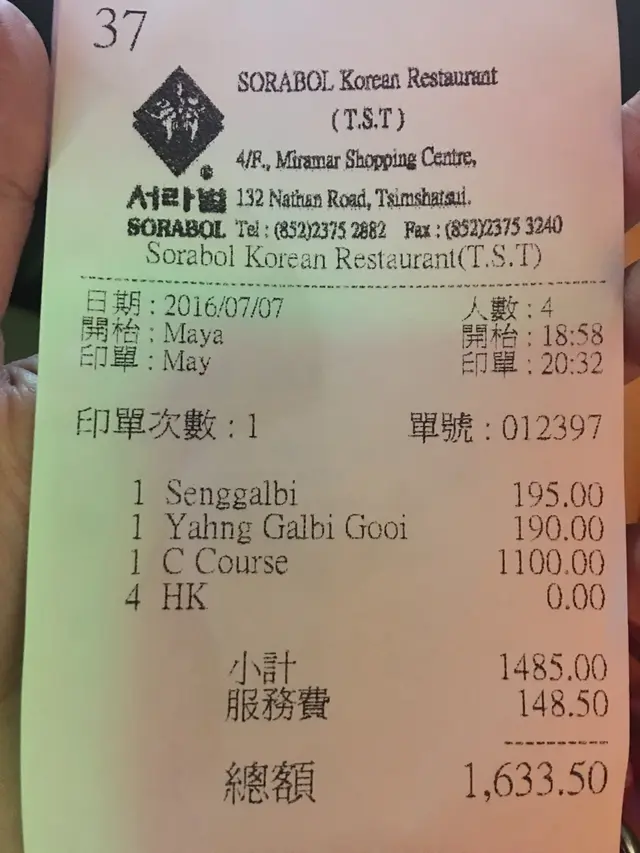 37
SORABOL Korean Restaurant
(T.S.T)
4/F., Miramar Shopping Centre,
132 Nathan Road, Tsimshatsui.
서라벌
SORABOL Tel : (852)2375 2882 Fax : (852)2375 3240
Sorabol Korean Restaurant(T.S.T)
日期 : 2016/07/07 人數 : 4
開枱 : Maya 開枱 : 18:58
印單 : May 印單 : 20:32
印單次數 : 1 單號 : 012397
1 Senggalbi 195.00
1 Yahng Galbi Gooi 190.00
1 C Course 1100.00
4 HK 0.00
小計 1485.00
服務費 148.50
總額 1,633.50